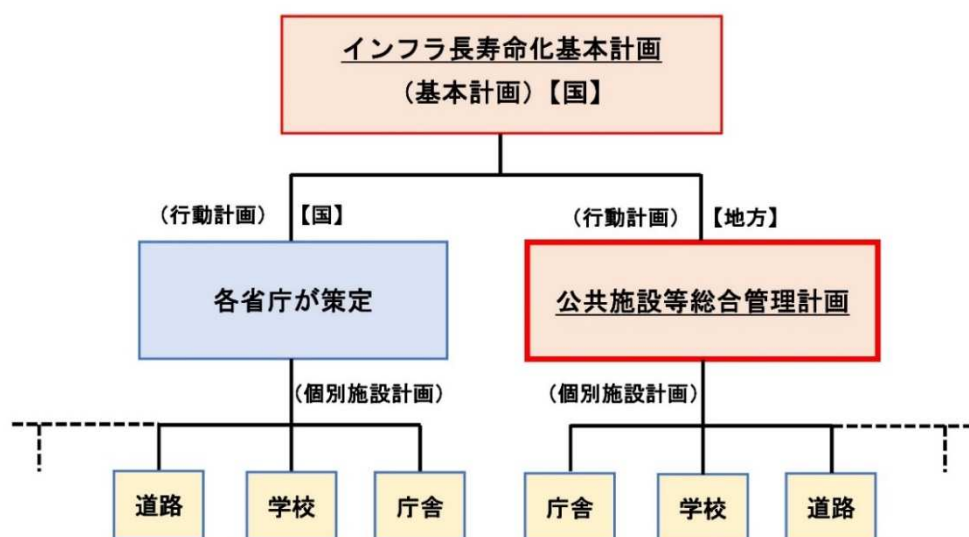 インフラ長寿命化基本計画
（基本計画）【国】
（行動計画）【国】
（行動計画）【地方】
各省庁が策定
公共施設等総合管理計画
（個別施設計画）
（個別施設計画）
道路
学校
庁舎
庁舎
学校
道路